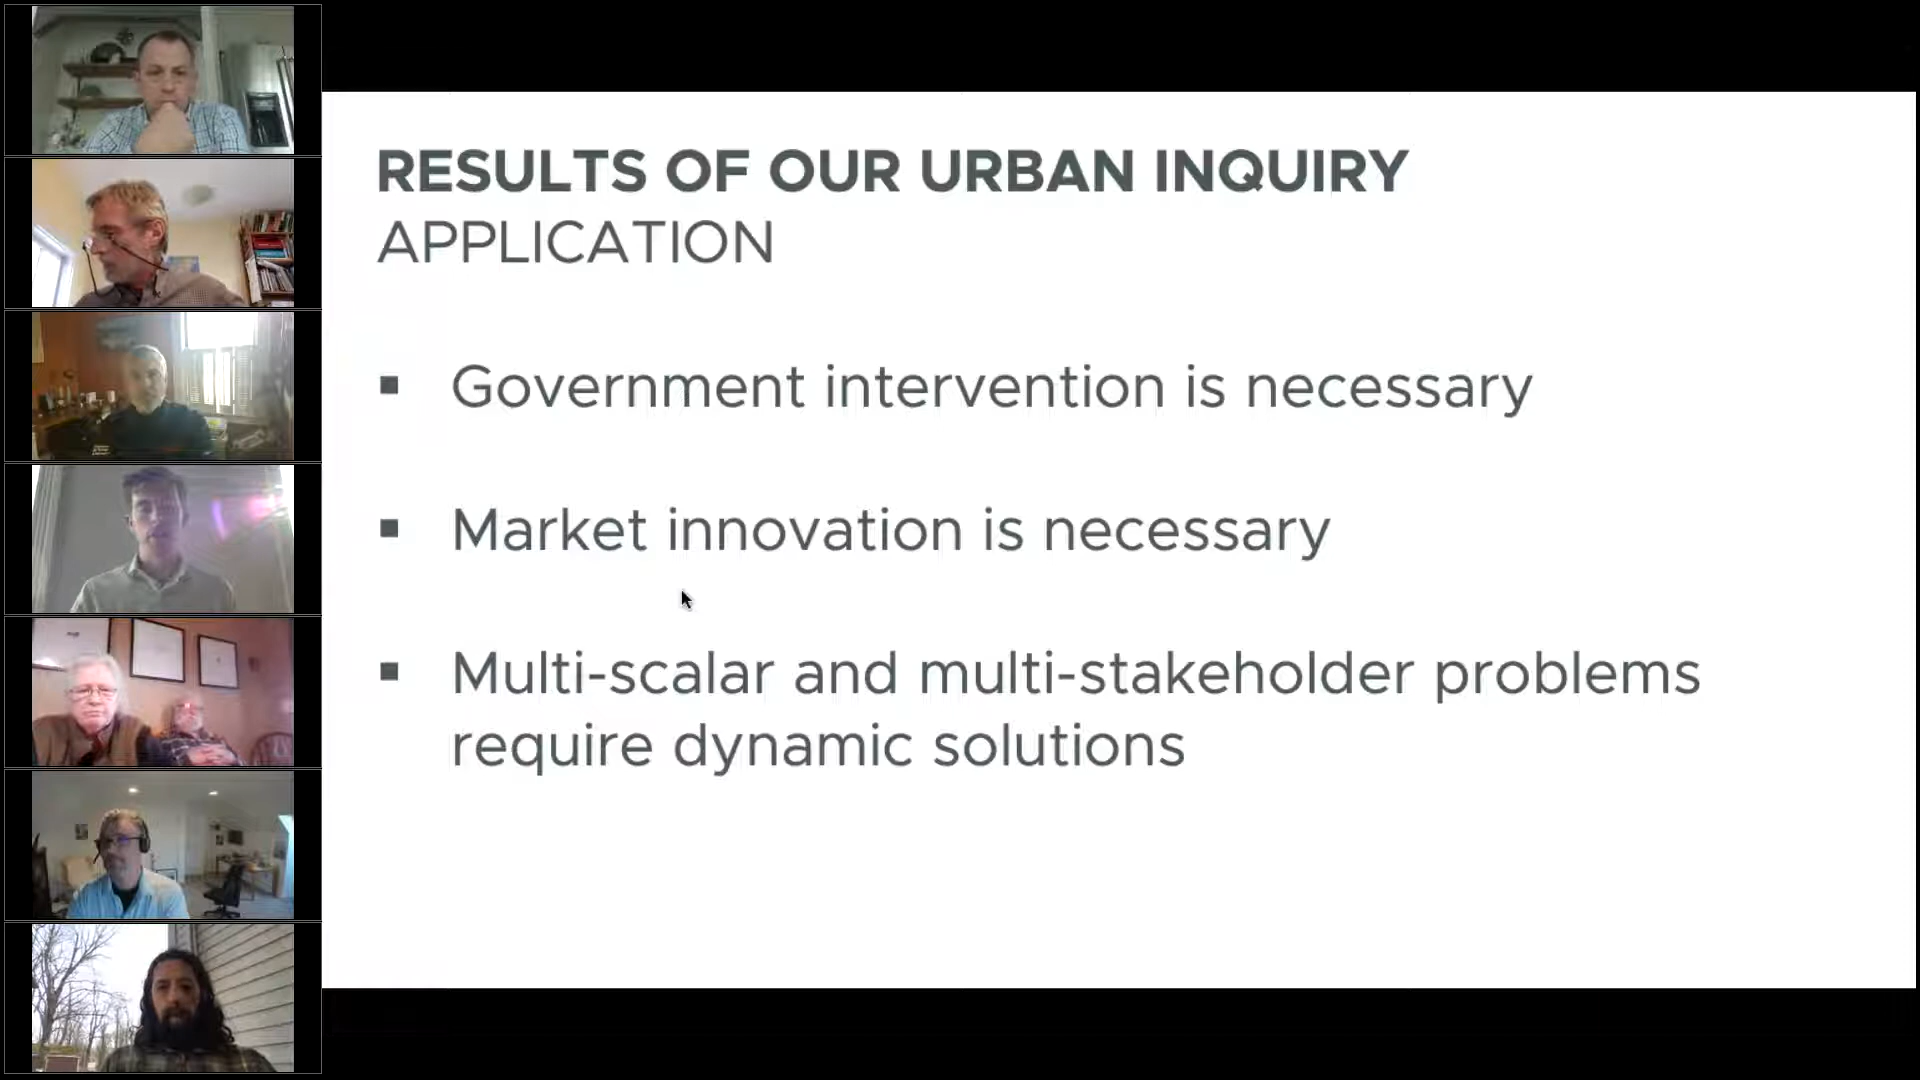 RESULTS OF OUR URBAN INQUIRY
APPLICATION
▪ Government intervention is necessary
▪ Market innovation is necessary
▪ Multi-scalar and multi-stakeholder problems
require dynamic solutions